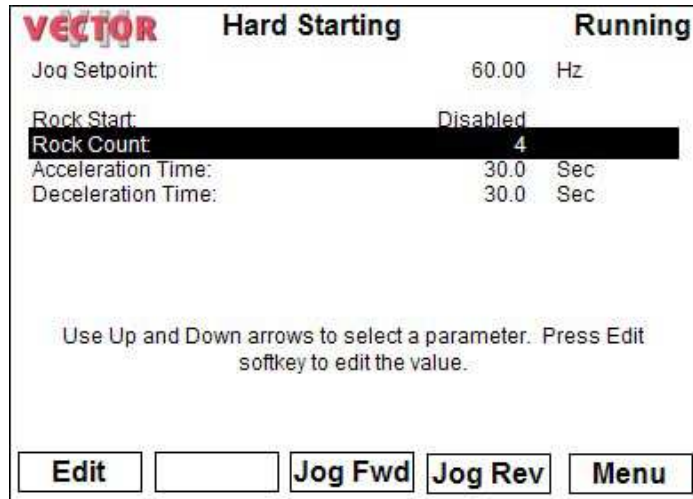 VECTOR Hard Starting Running
Jog Setpoint: 60.00 Hz
Rock Start: Disabled
Rock Count: 4
Acceleration Time: 30.0 Sec
Deceleration Time: 30.0 Sec
Use Up and Down arrows to select a parameter. Press Edit
softkey to edit the value.
Edit Jog Fwd Jog Rev Menu